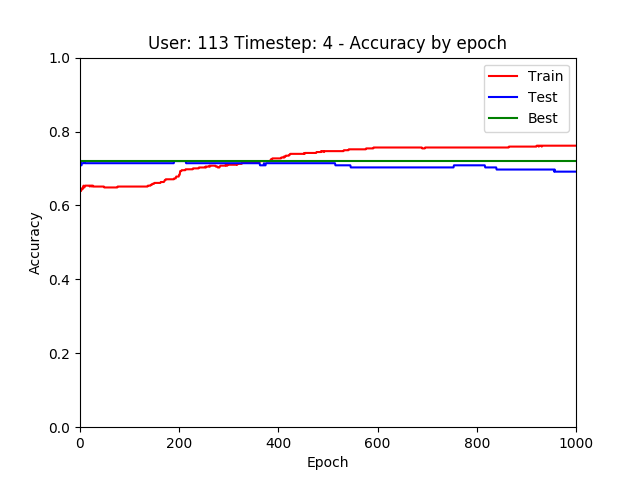 User: 113 Timestep: 4 - Accuracy by epoch
1.0
0.8
0.6
0.4
0.2
0.0
Accuracy
Train
Test
Best
0 200 400 600 800 1000
Epoch